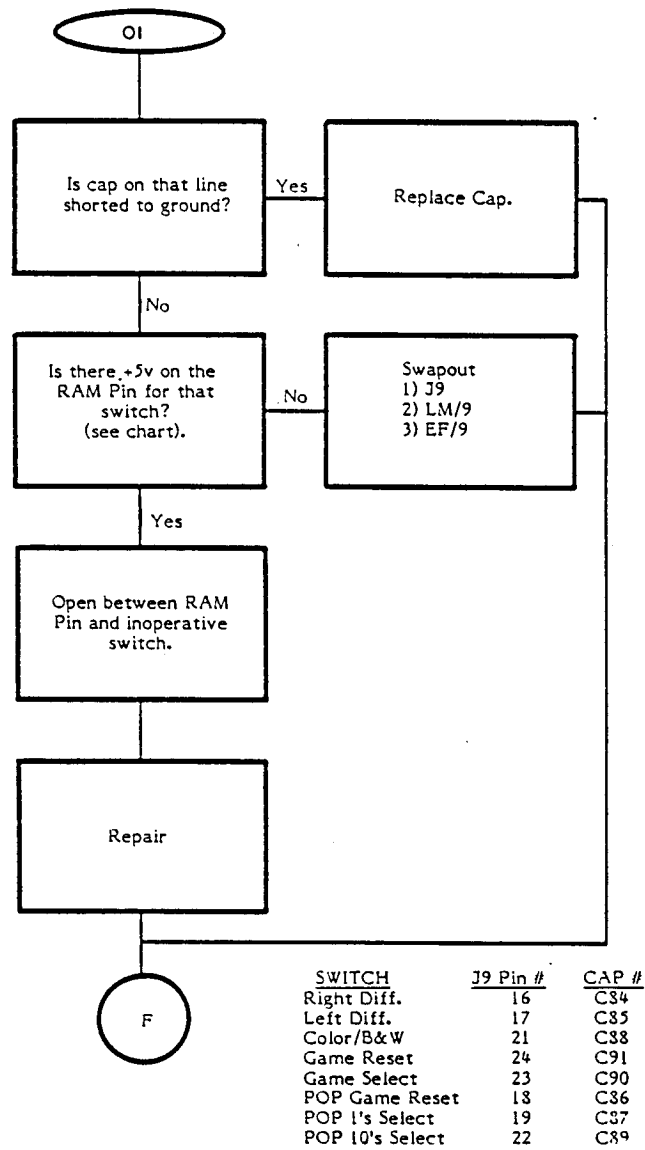 01
Is cap on that line
shorted to ground?
Yes
Replace Cap.
No
Is there +5v on the
RAM Pin for that
switch?
(see chart).
No
Swapout
1) J9
2) LM/9
3) EF/9
Yes
Open between RAM
Pin and inoperative
switch.
Repair
F
SWITCH J9 Pin # CAP #
Right Diff. 16 C84
Left Diff. 17 C85
Color/B&W 21 C88
Game Reset 24 C91
Game Select 23 C90
POP Game Reset 18 C86
POP 1's Select 19 C87
POP 10's Select 22 C89